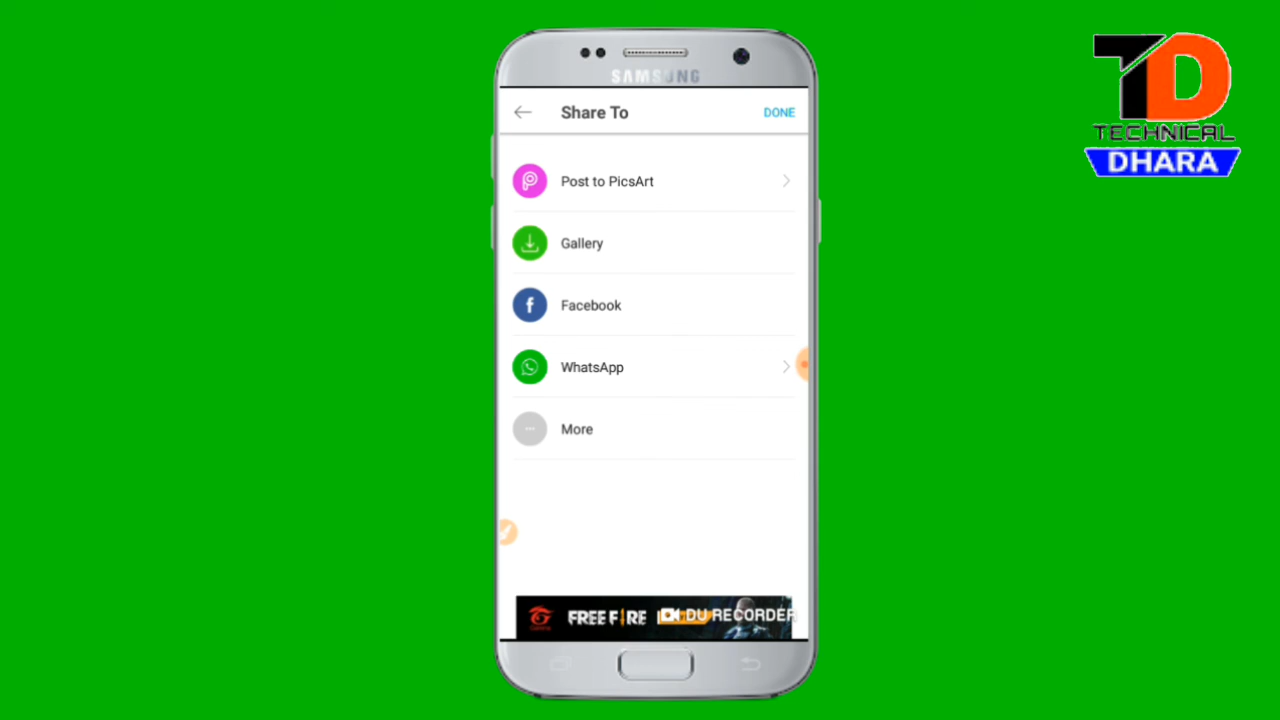 SAMSUNG
Share To
DONE
Post to PicsArt
Gallery
Facebook
WhatsApp
More
FREE FIRE
DU RECORDER
TD
TECHNICAL
DHARA